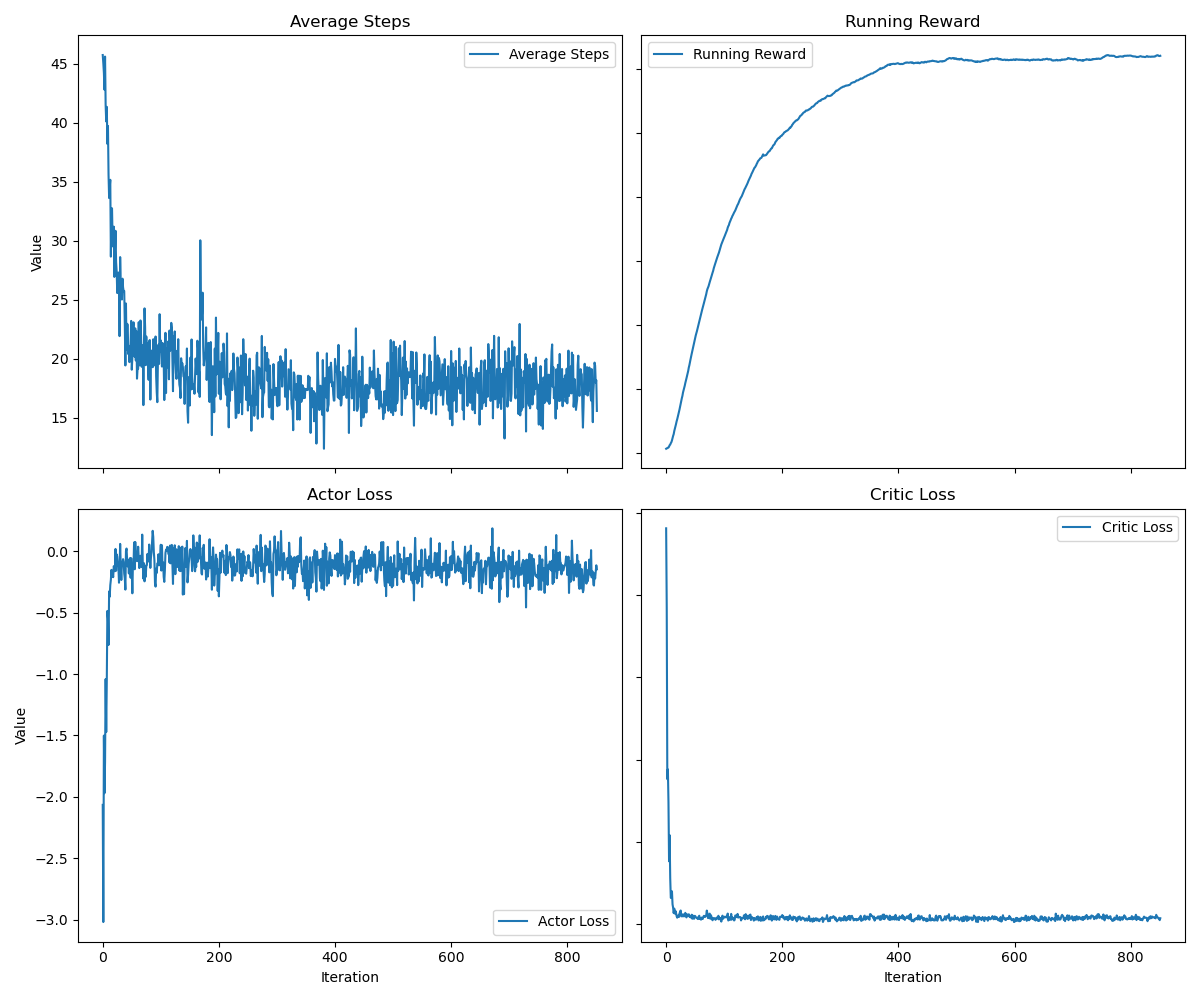 Average Steps
Average Steps
45
40
35
30
25
20
15
Value
Running Reward
Running Reward
Actor Loss
0.0
−0.5
−1.0
−1.5
−2.0
−2.5
−3.0
Value
Actor Loss
0 200 400 600 800
Iteration
Critic Loss
Critic Loss
0 200 400 600 800
Iteration